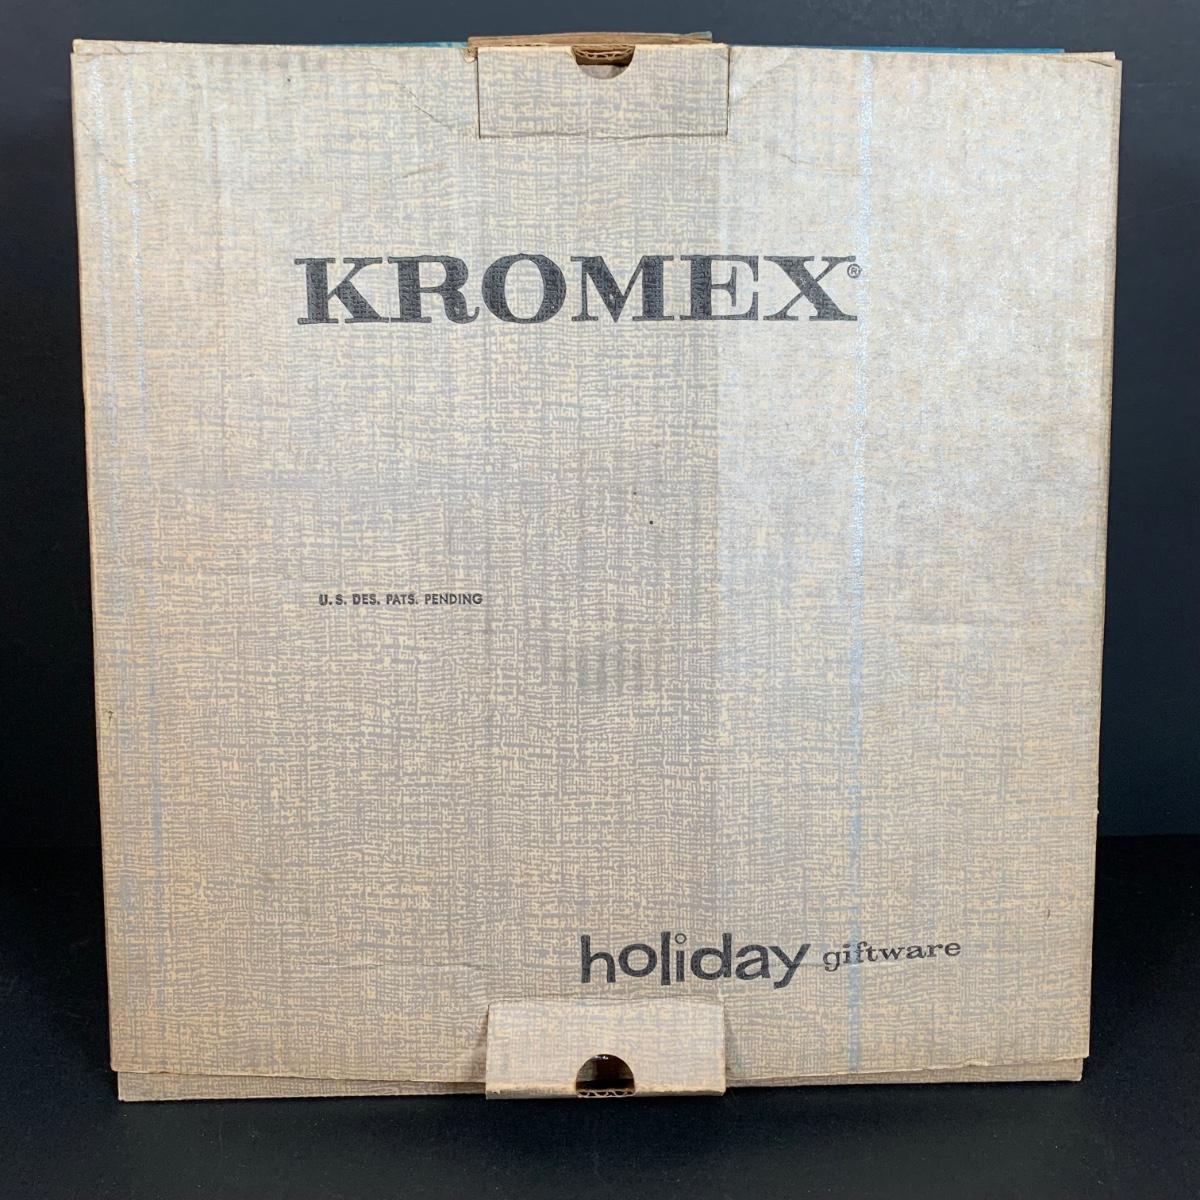 KROMEX®
U.S. DES. PATS. PENDING
holiday giftware